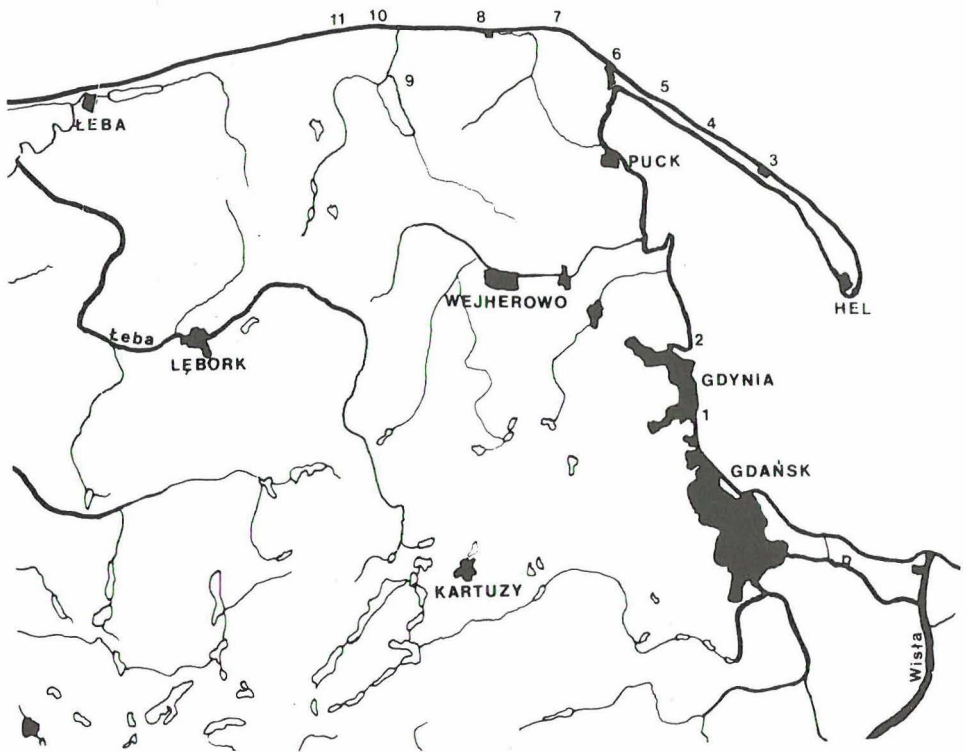 11 10 8 7
6
9
5
ŁEBA
4
PUCK
3
WEJHEROWO
HEL
Łeba
LĘBORK
2
GDYNIA
1
GDAŃSK
KARTUZY
Wisła